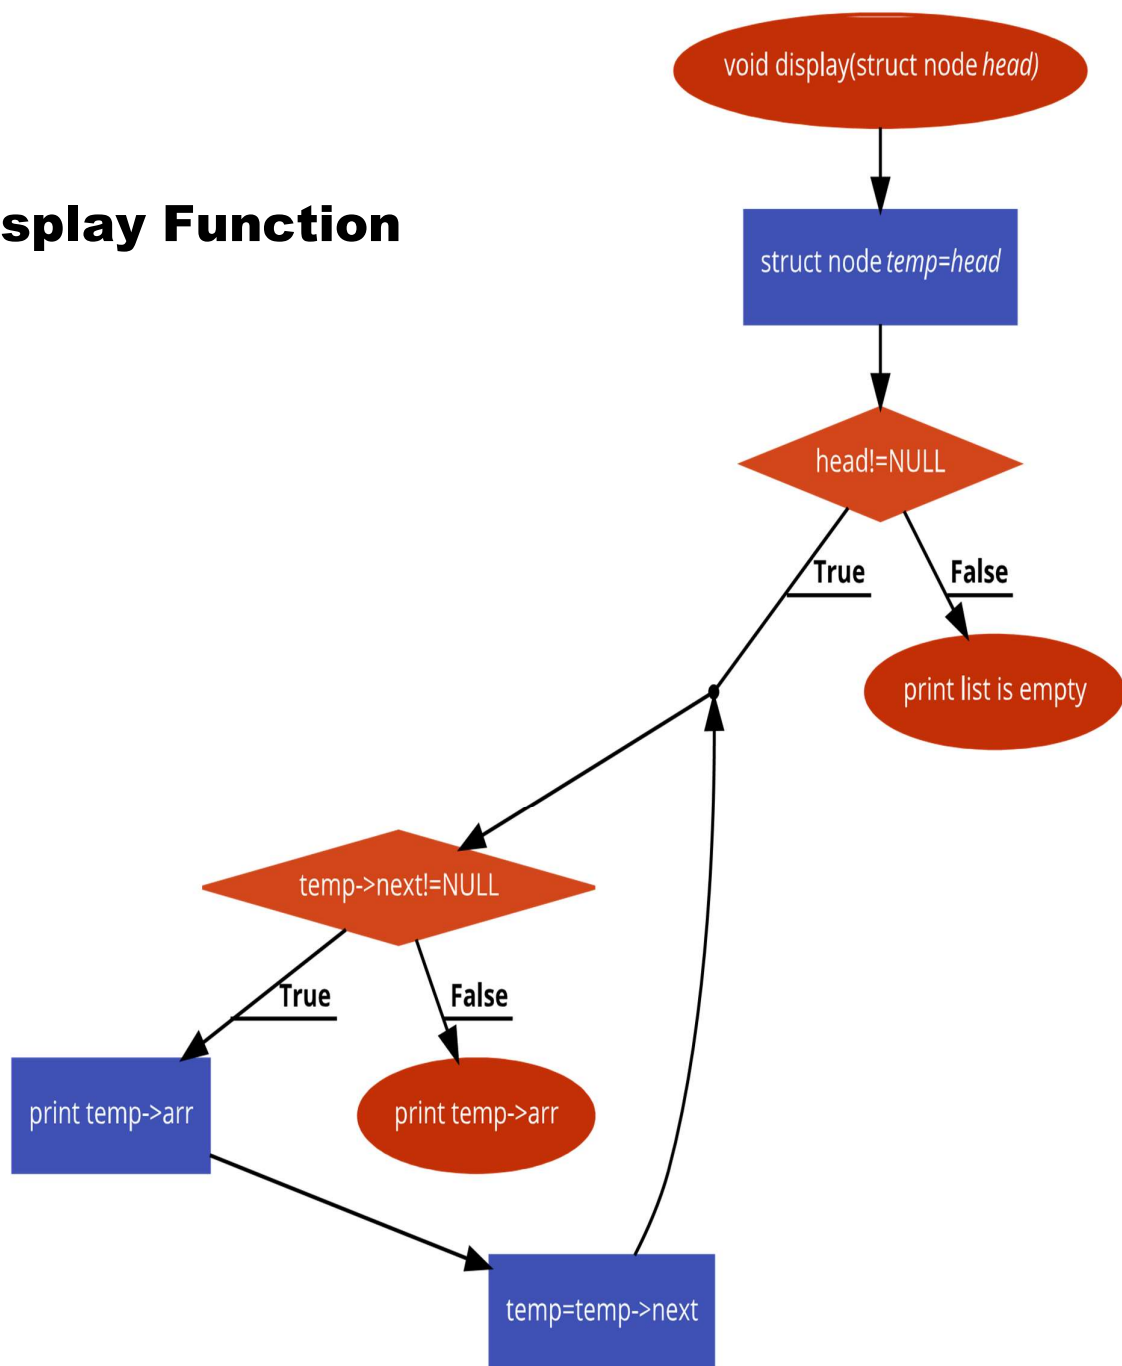 void display(struct node head)
splay Function
struct node temp=head
head!=NULL
True
False
print list is empty
temp->next!=NULL
True
False
print temp->arr
print temp->arr
temp=temp->next